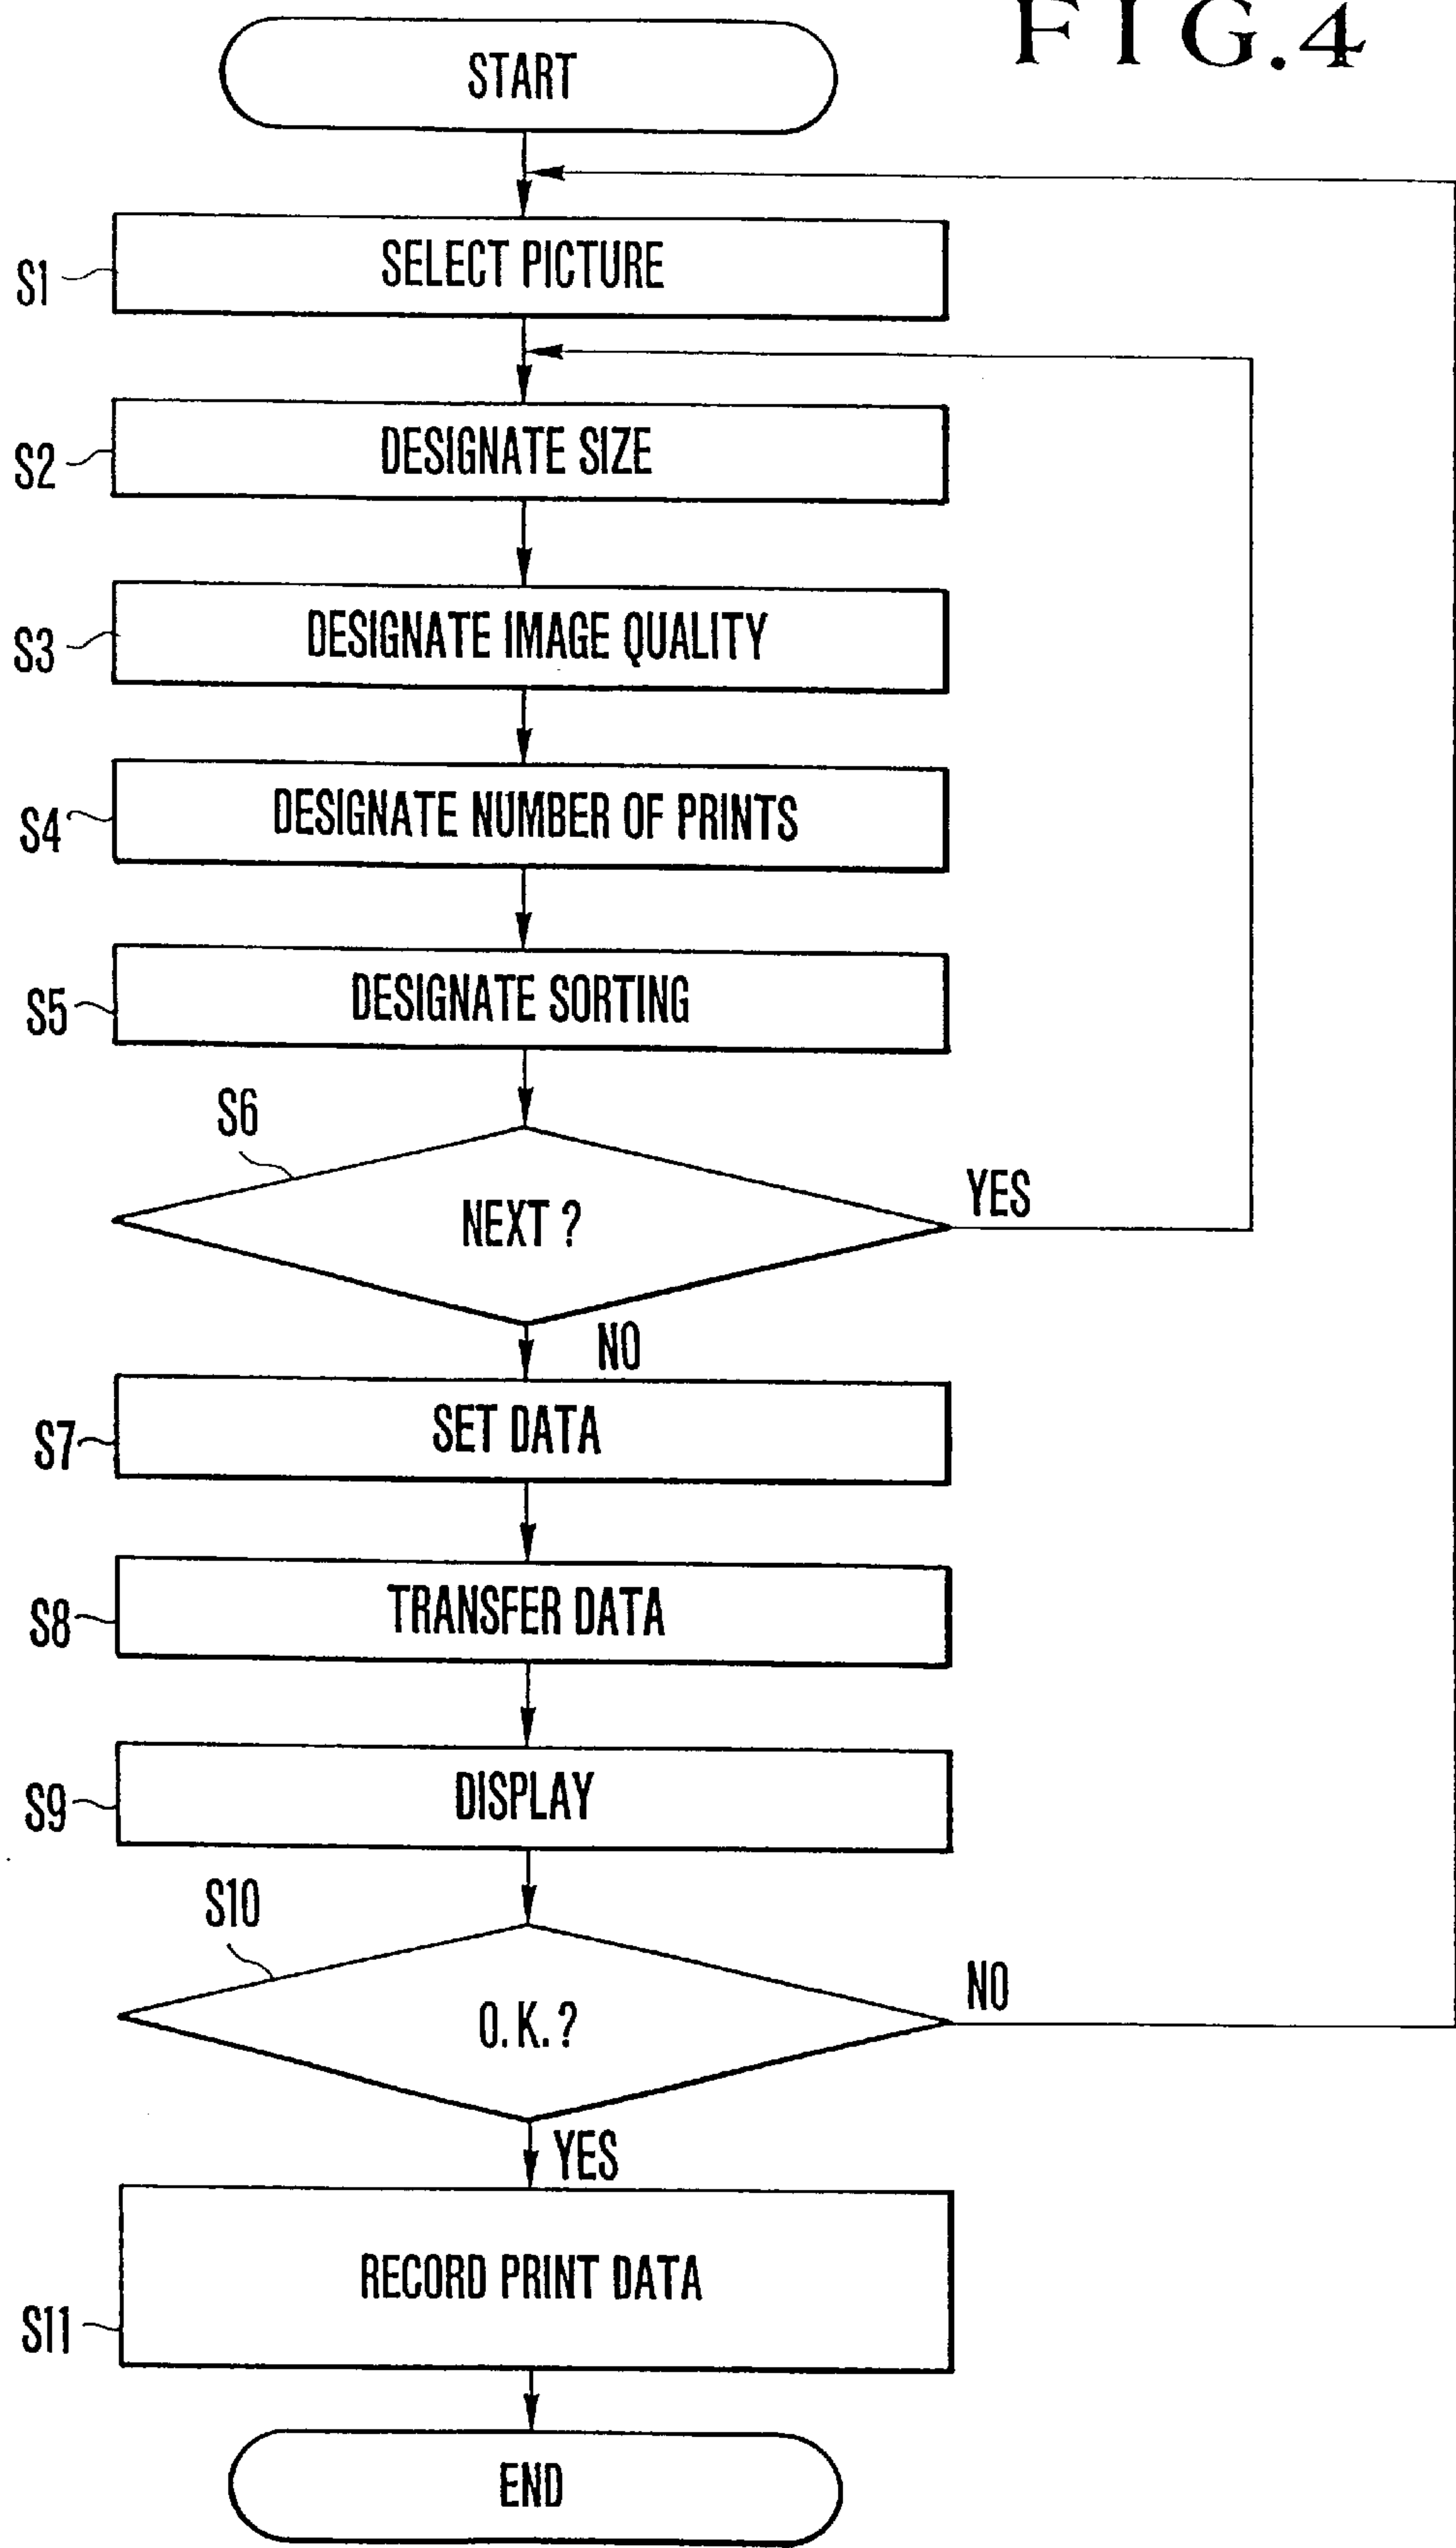 FIG.4
START
S1
SELECT PICTURE
S2
DESIGNATE SIZE
S3
DESIGNATE IMAGE QUALITY
S4
DESIGNATE NUMBER OF PRINTS
S5
DESIGNATE SORTING
S6
NEXT ?
YES
NO
S7
SET DATA
S8
TRANSFER DATA
S9
DISPLAY
S10
O.K.?
NO
YES
S11
RECORD PRINT DATA
END